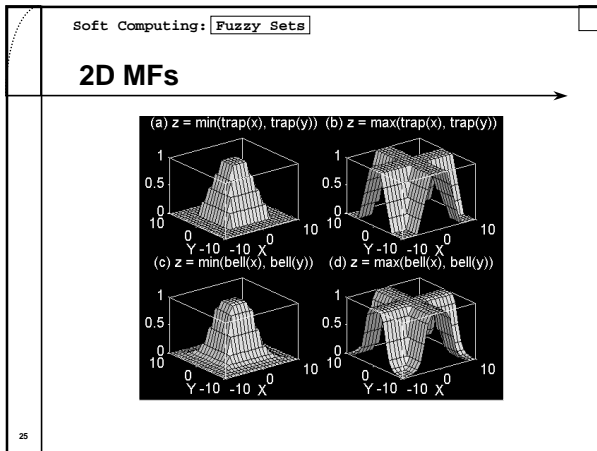 Soft Computing: Fuzzy Sets
2D MFs
(a) z = min(trap(x), trap(y)) (b) z = max(trap(x), trap(y))
1
0.5
0
10
0
Y -10 -10 X 0 10
1
0.5
0
10
0
Y -10 -10 X 0 10
(c) z = min(bell(x), bell(y)) (d) z = max(bell(x), bell(y))
1
0.5
0
10
0
Y -10 -10 X 0 10
1
0.5
0
10
0
Y -10 -10 X 0 10
25